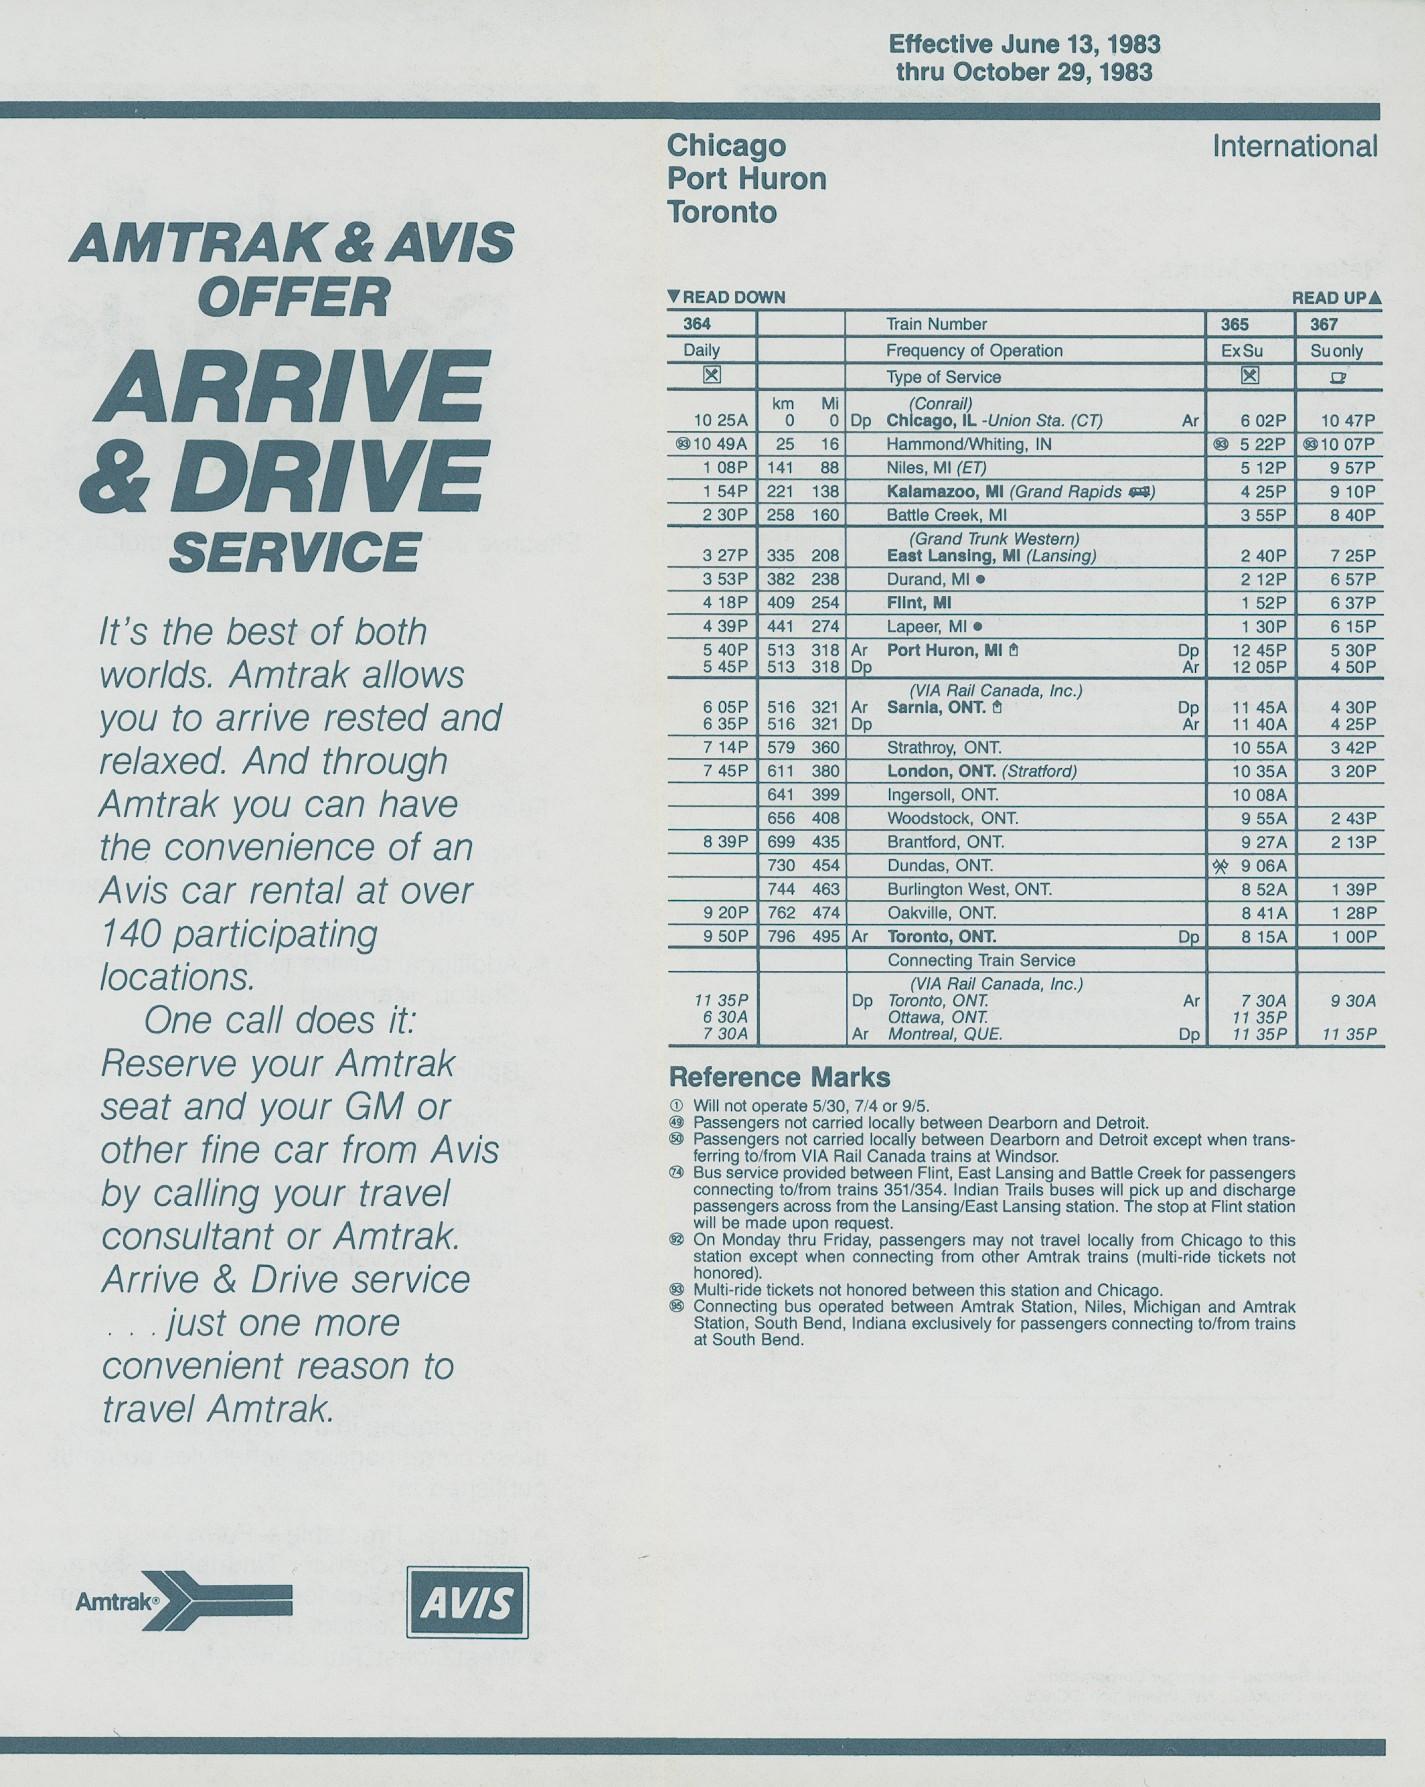 Effective June 13, 1983
thru October 29, 1983
AMTRAK & AVIS
OFFER
ARRIVE
& DRIVE
SERVICE
It's the best of both
worlds. Amtrak allows
you to arrive rested and
relaxed. And through
Amtrak you can have
the convenience of an
Avis car rental at over
140 participating
locations.
One call does it:
Reserve your Amtrak
seat and your GM or
other fine car from Avis
by calling your travel
consultant or Amtrak.
Arrive & Drive service
. . . just one more
convenient reason to
travel Amtrak.
Amtrak®
AVIS
Chicago
Port Huron
Toronto
International
▼READ DOWN READ UP▲
364 Train Number 365 367
Daily Frequency of Operation ExSu Su only
Type of Service
km Mi (Conrail)
10 25A 0 0 Dp Chicago, IL -Union Sta. (CT) Ar 6 02P 10 47P
㊓10 49A 25 16 Hammond/Whiting, IN 93 5 22P 93 10 07P
1 08P 141 88 Niles, MI (ET) 5 12P 9 57P
1 54P 221 138 Kalamazoo, MI (Grand Rapids) 4 25P 9 10P
2 30P 258 160 Battle Creek, MI 3 55P 8 40P
(Grand Trunk Western)
3 27P 335 208 East Lansing, MI (Lansing) 2 40P 7 25P
3 53P 382 238 Durand, MI ● 2 12P 6 57P
4 18P 409 254 Flint, MI 1 52P 6 37P
4 39P 441 274 Lapeer, MI ● 1 30P 6 15P
5 40P 513 318 Ar Port Huron, MI Dp 12 45P 5 30P
5 45P 513 318 Dp Ar 12 05P 4 50P
(VIA Rail Canada, Inc.)
6 05P 516 321 Ar Sarnia, ONT. Dp 11 45A 4 30P
6 35P 516 321 Dp Ar 11 40A 4 25P
7 14P 579 360 Strathroy, ONT. 10 55A 3 42P
7 45P 611 380 London, ONT. (Stratford) 10 35A 3 20P
641 399 Ingersoll, ONT. 10 08A
656 408 Woodstock, ONT. 9 55A 2 43P
8 39P 699 435 Brantford, ONT. 9 27A 2 13P
730 454 Dundas, ONT. 9 06A
744 463 Burlington West, ONT. 8 52A 1 39P
9 20P 762 474 Oakville, ONT. 8 41A 1 28P
9 50P 796 495 Ar Toronto, ONT. Dp 8 15A 1 00P
Connecting Train Service
(VIA Rail Canada, Inc.)
11 35P Dp Toronto, ONT. Ar 7 30A 9 30A
6 30A Ottawa, ONT. 11 35P
7 30A Ar Montreal, QUE. Dp 11 35P 11 35P
Reference Marks
① Will not operate 5/30, 7/4 or 9/5.
㊾ Passengers not carried locally between Dearborn and Detroit.
㊿ Passengers not carried locally between Dearborn and Detroit except when trans-
ferring to/from VIA Rail Canada trains at Windsor.
74 Bus service provided between Flint, East Lansing and Battle Creek for passengers
connecting to/from trains 351/354. Indian Trails buses will pick up and discharge
passengers across from the Lansing/East Lansing station. The stop at Flint station
will be made upon request.
92 On Monday thru Friday, passengers may not travel locally from Chicago to this
station except when connecting from other Amtrak trains (multi-ride tickets not
honored).
93 Multi-ride tickets not honored between this station and Chicago.
95 Connecting bus operated between Amtrak Station, Niles, Michigan and Amtrak
Station, South Bend, Indiana exclusively for passengers connecting to/from trains
at South Bend.